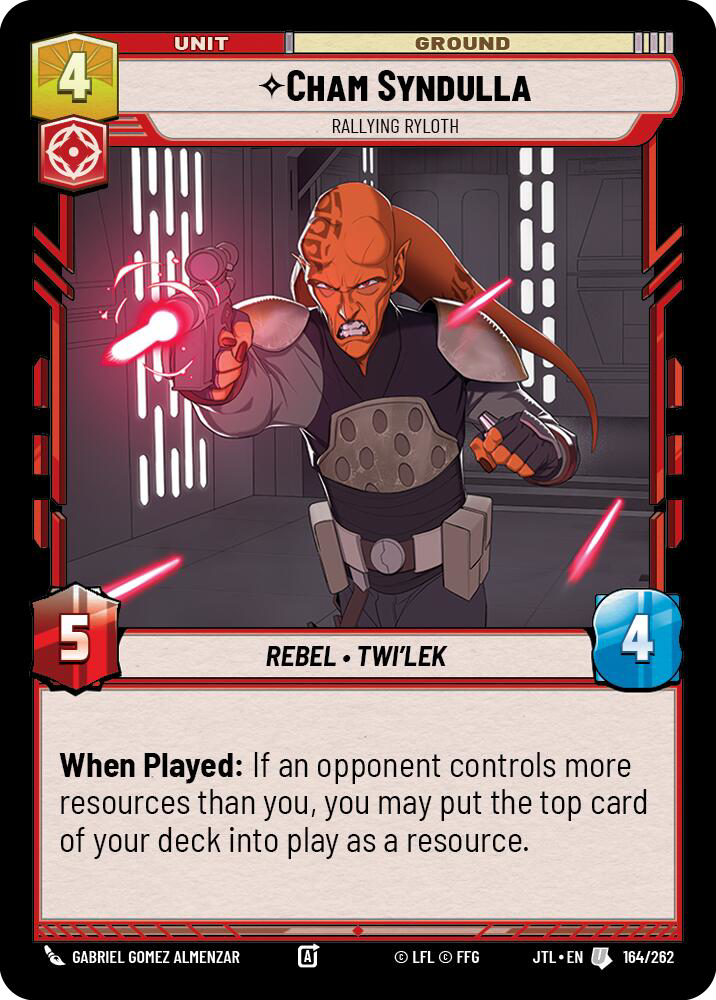 UNIT GROUND
4
CHAM SYNDULLA
RALLYING RYLOTH
5
REBEL • TWI'LEK
4
When Played: If an opponent controls more
resources than you, you may put the top card
of your deck into play as a resource.
GABRIEL GOMEZ ALMENZAR A © LFL © FFG JTL • EN U 164/262